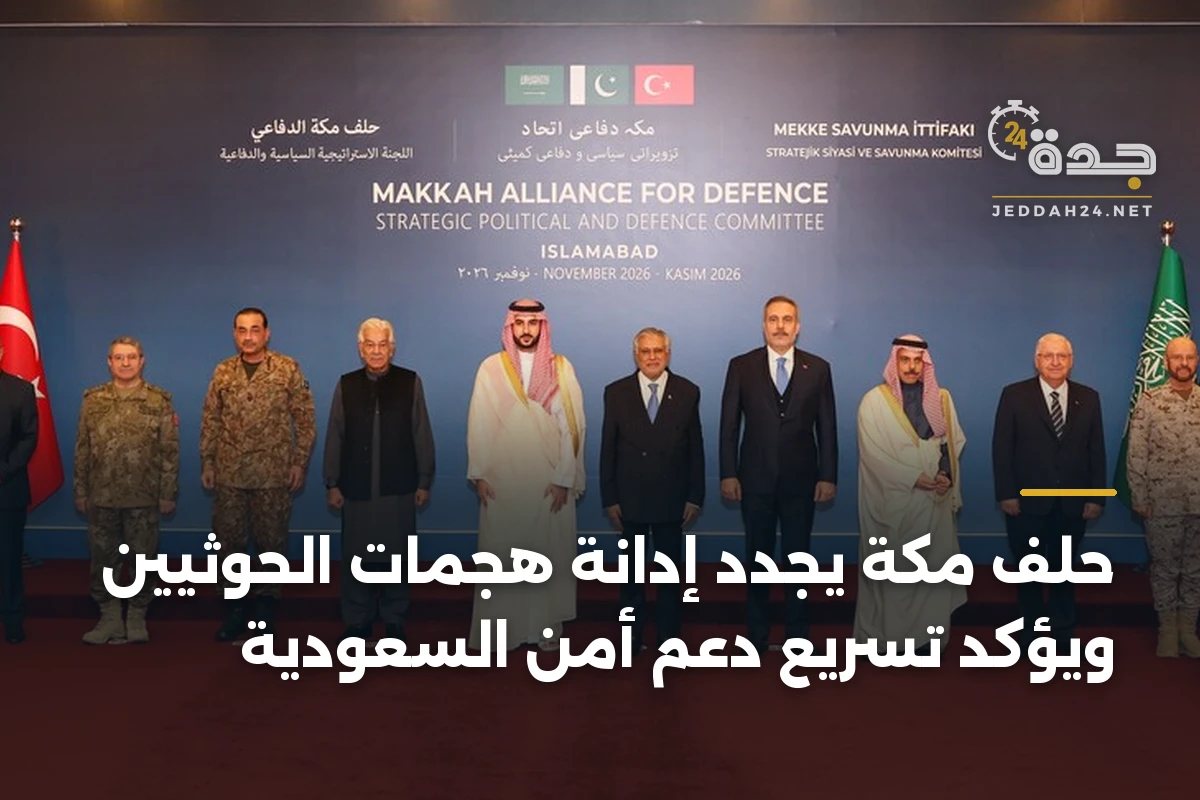 حلف مكة الدفاعي
اللجنة الاستراتيجية السياسية والدفاعية
مکہ دفاعی اتحاد
تزویراتی سیاسی و دفاعی کمیٹی
MEKKE SAVUNMA İTTİFAKI
STRATEJİK SİYASİ VE SAVUNMA KOMİTESİ
24
جدة
JEDDAH24.NET
MAKKAH ALLIANCE FOR DEFENCE
STRATEGIC POLITICAL AND DEFENCE COMMITTEE
ISLAMABAD
نوفمبر ٢٠٢٦ - NOVEMBER 2026 - KASIM 2026
حلف مكة يجدد إدانة هجمات الحوثيين
ويؤكد تسريع دعم أمن السعودية